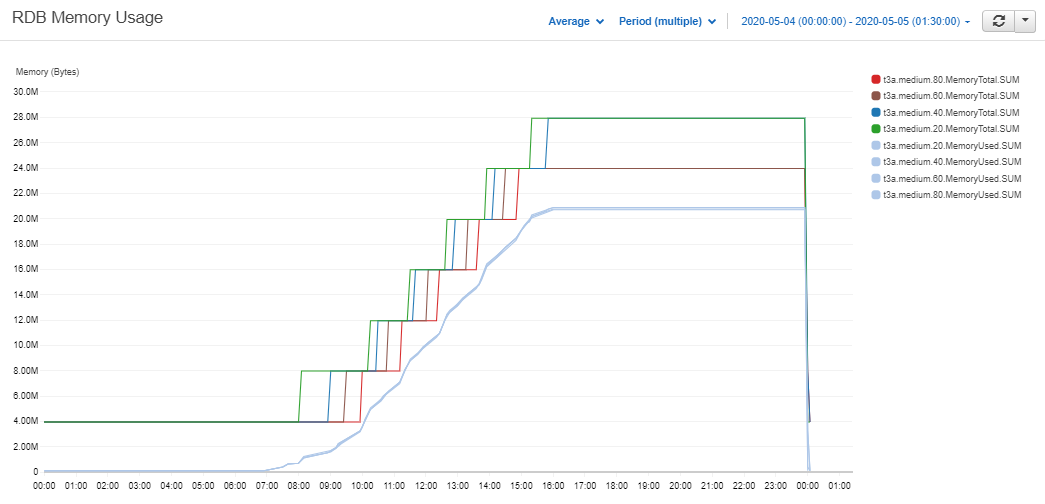 RDB Memory Usage
Average Period (multiple) 2020-05-04 (00:00:00) - 2020-05-05 (01:30:00)
Memory (Bytes)
30.0M
28.0M
26.0M
24.0M
22.0M
20.0M
18.0M
16.0M
14.0M
12.0M
10.0M
8.00M
6.00M
4.00M
2.00M
0
00:00 01:00 02:00 03:00 04:00 05:00 06:00 07:00 08:00 09:00 10:00 11:00 12:00 13:00 14:00 15:00 16:00 17:00 18:00 19:00 20:00 21:00 22:00 23:00 00:00 01:00
t3a.medium.80.MemoryTotal.SUM
t3a.medium.60.MemoryTotal.SUM
t3a.medium.40.MemoryTotal.SUM
t3a.medium.20.MemoryTotal.SUM
t3a.medium.20.MemoryUsed.SUM
t3a.medium.40.MemoryUsed.SUM
t3a.medium.60.MemoryUsed.SUM
t3a.medium.80.MemoryUsed.SUM